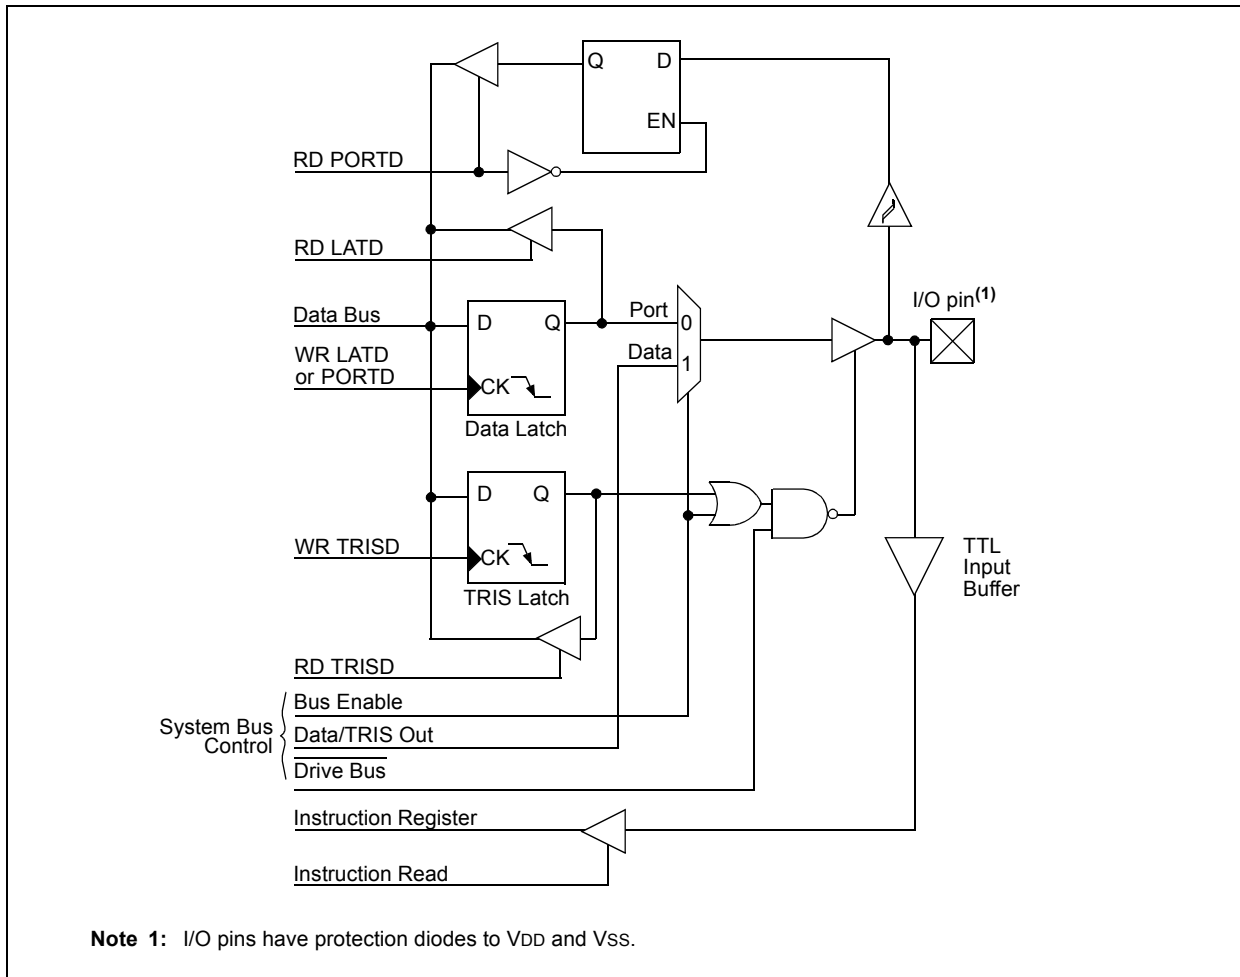 Q D
EN
RD PORTD
RD LATD
I/O pin(1)
Port
0
Data Bus
D Q
Data
1
WR LATD
or PORTD
CK
Data Latch
D Q
WR TRISD
CK
TRIS Latch
TTL
Input
Buffer
RD TRISD
Bus Enable
System Bus
Control
Data/TRIS Out
Drive Bus
Instruction Register
Instruction Read
Note 1: I/O pins have protection diodes to VDD and VSS.